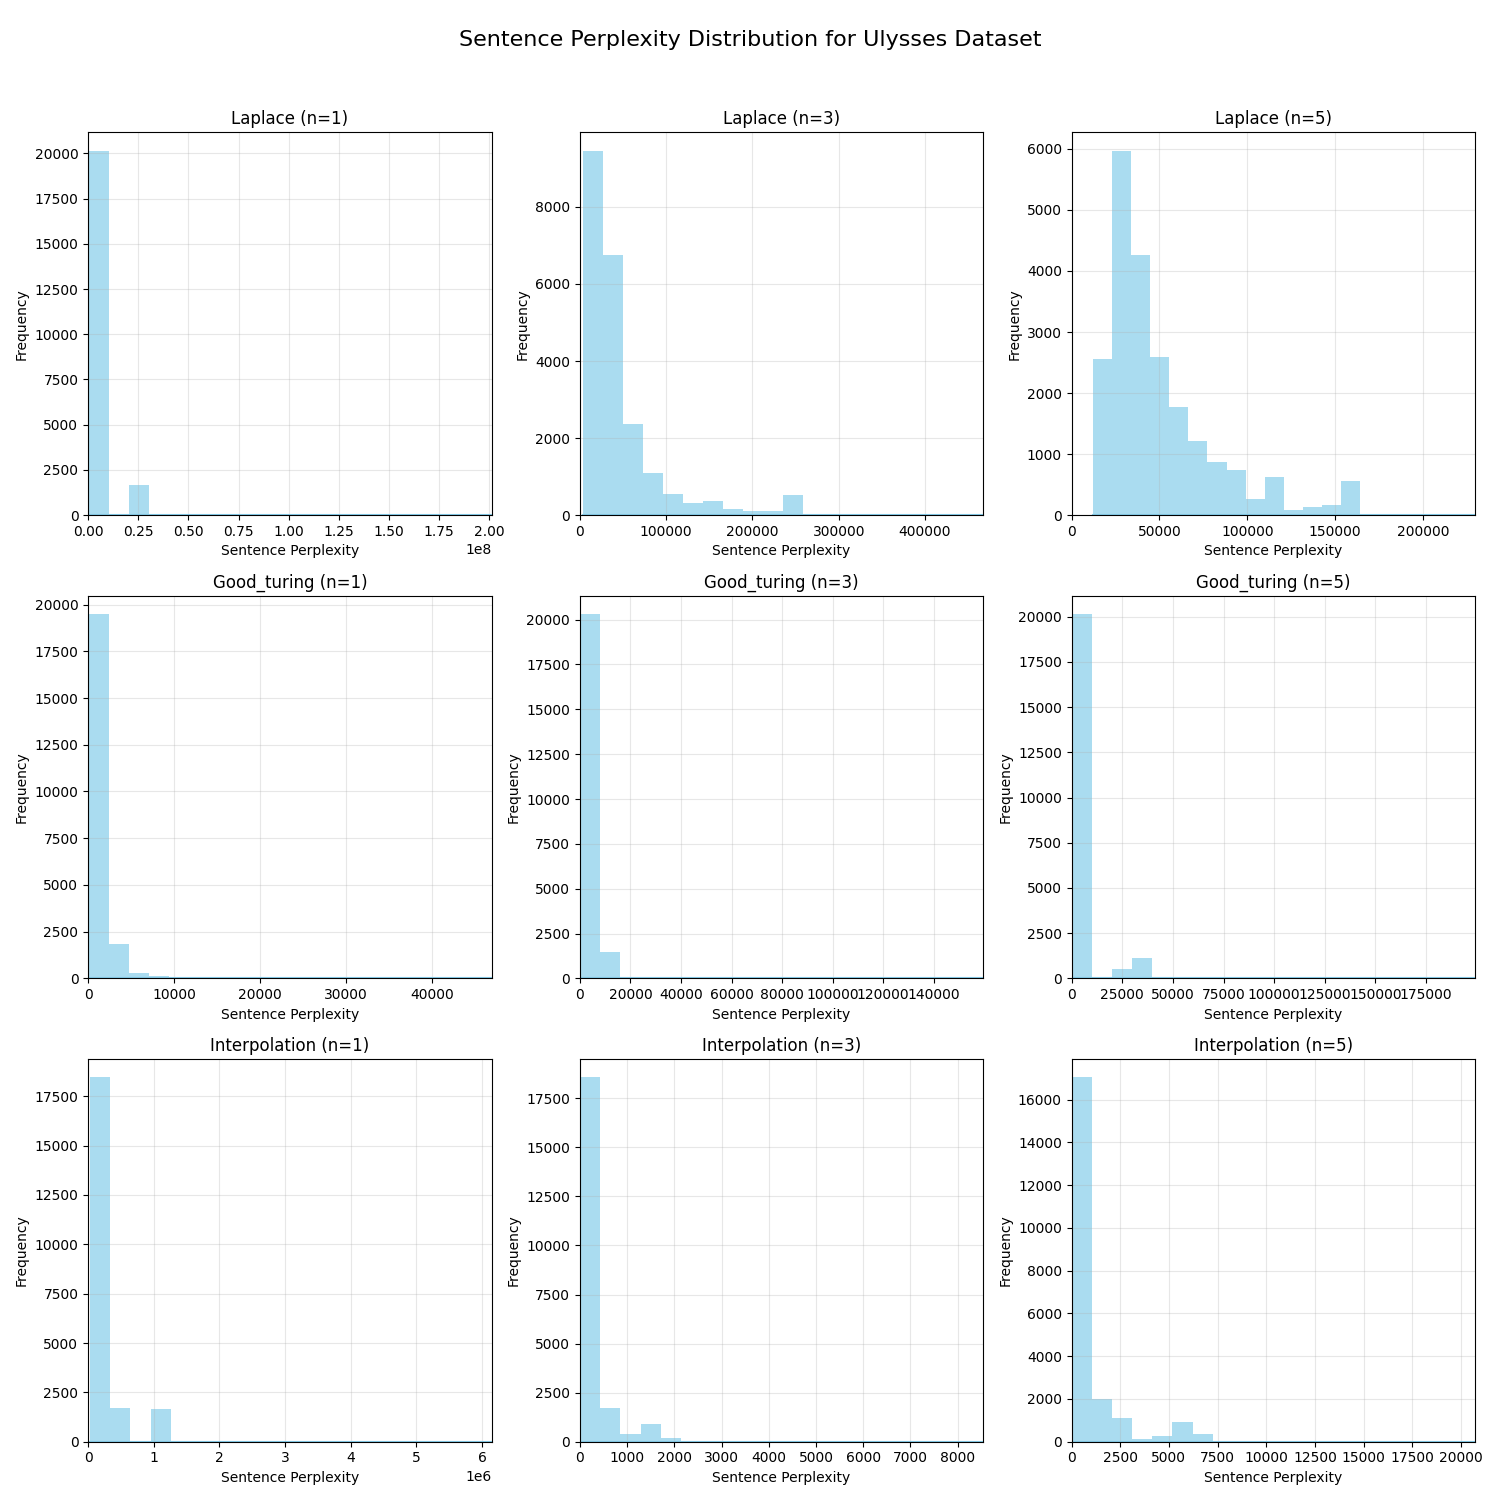 Sentence Perplexity Distribution for Ulysses Dataset
Laplace (n=1)
Frequency
20000
17500
15000
12500
10000
7500
5000
2500
0
0.00 0.25 0.50 0.75 1.00 1.25 1.50 1.75 2.00
1e8
Sentence Perplexity
Laplace (n=3)
Frequency
8000
6000
4000
2000
0
0 100000 200000 300000 400000
Sentence Perplexity
Laplace (n=5)
Frequency
6000
5000
4000
3000
2000
1000
0
0 50000 100000 150000 200000
Sentence Perplexity
Good_turing (n=1)
Frequency
20000
17500
15000
12500
10000
7500
5000
2500
0
0 10000 20000 30000 40000
Sentence Perplexity
Good_turing (n=3)
Frequency
20000
17500
15000
12500
10000
7500
5000
2500
0
0 20000 40000 60000 80000 100000 120000 140000
Sentence Perplexity
Good_turing (n=5)
Frequency
20000
17500
15000
12500
10000
7500
5000
2500
0
0 25000 50000 75000 100000 125000 150000 175000
Sentence Perplexity
Interpolation (n=1)
Frequency
17500
15000
12500
10000
7500
5000
2500
0
0 1 2 3 4 5 6
1e6
Sentence Perplexity
Interpolation (n=3)
Frequency
17500
15000
12500
10000
7500
5000
2500
0
0 1000 2000 3000 4000 5000 6000 7000 8000
Sentence Perplexity
Interpolation (n=5)
Frequency
16000
14000
12000
10000
8000
6000
4000
2000
0
0 2500 5000 7500 10000 12500 15000 17500 20000
Sentence Perplexity